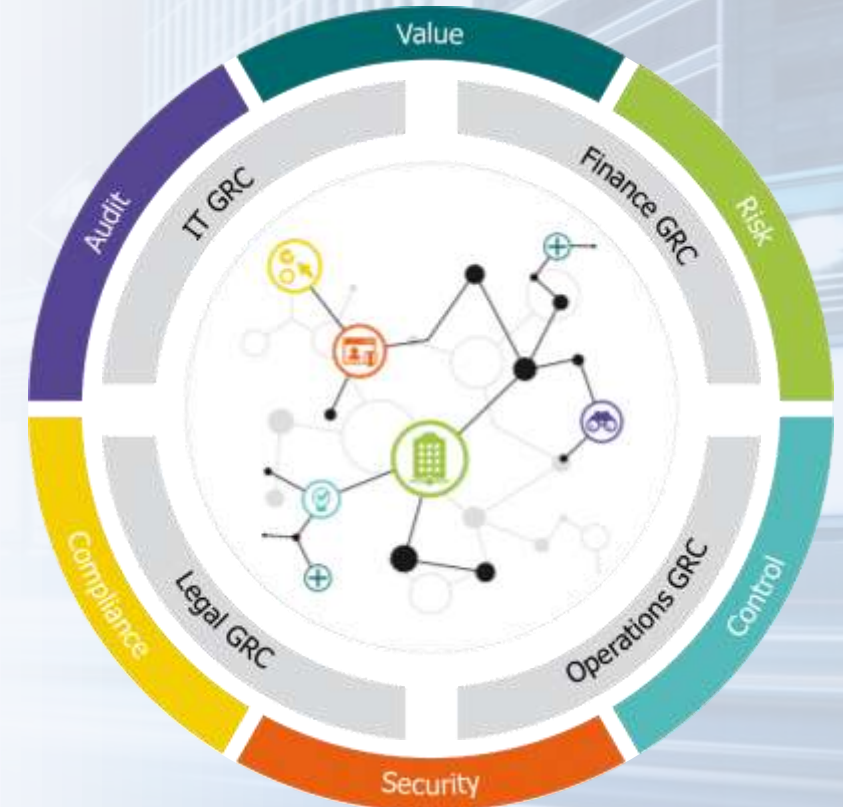 Value
Audit
IT GRC
Finance GRC
Risk
Compliance
Legal GRC
Operations GRC
Control
Security